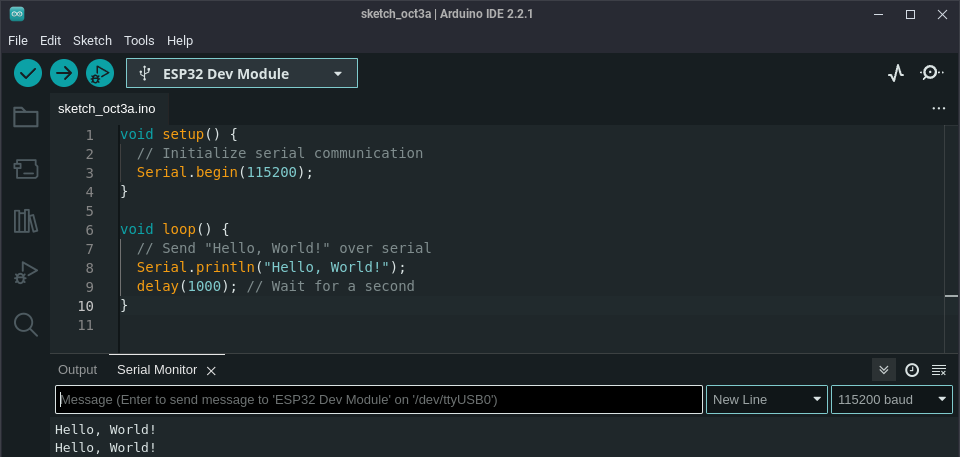 sketch_oct3a | Arduino IDE 2.2.1
File Edit Sketch Tools Help
ESP32 Dev Module
sketch_oct3a.ino
1 void setup() {
2   // Initialize serial communication
3   Serial.begin(115200);
4 }
5
6 void loop() {
7   // Send "Hello, World!" over serial
8   Serial.println("Hello, World!");
9   delay(1000); // Wait for a second
10 }
11
Output Serial Monitor
Message (Enter to send message to 'ESP32 Dev Module' on '/dev/ttyUSB0') New Line 115200 baud
Hello, World!
Hello, World!